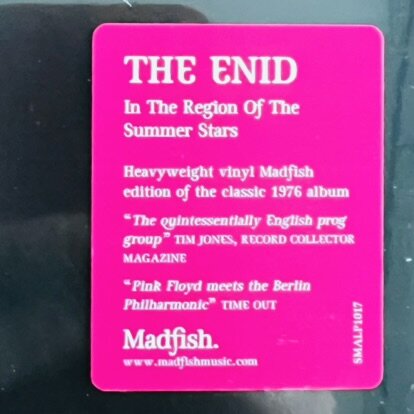 THE ENID
In The Region Of The
Summer Stars
Heavyweight vinyl Madfish
edition of the classic 1976 album
“The quintessentially English prog
group” TIM JONES, RECORD COLLECTOR
MAGAZINE
“Pink Floyd meets the Berlin
Philharmonic” TIME OUT
Madfish.
www.madfishmusic.com
SMALP1017